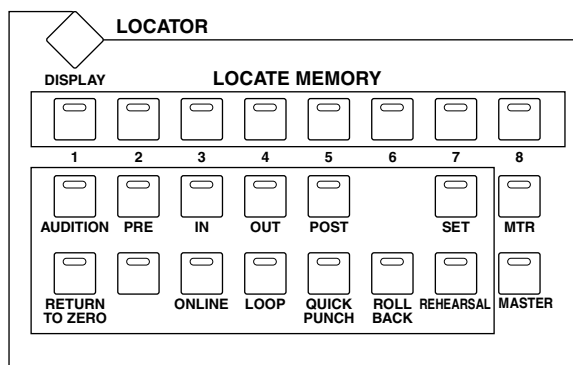 LOCATOR
DISPLAY
LOCATE MEMORY
1 2 3 4 5 6 7 8
AUDITION PRE IN OUT POST SET MTR
RETURN TO ZERO ONLINE LOOP QUICK PUNCH ROLL BACK REHEARSAL MASTER